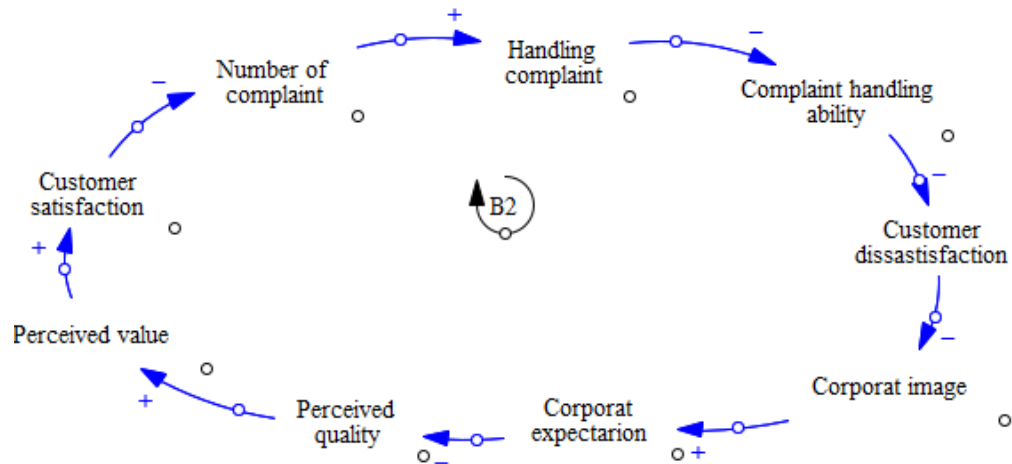 Number of
complaint
+
Handling
complaint
−
Complaint handling
ability
−
Customer
dissastisfaction
−
Corporat image
+
Corporat
expectarion
−
Perceived
quality
+
Perceived value
+
Customer
satisfaction
−
B2